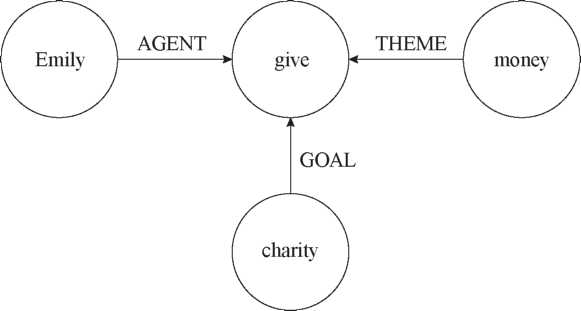 Emily
AGENT
give
THEME
money
GOAL
charity